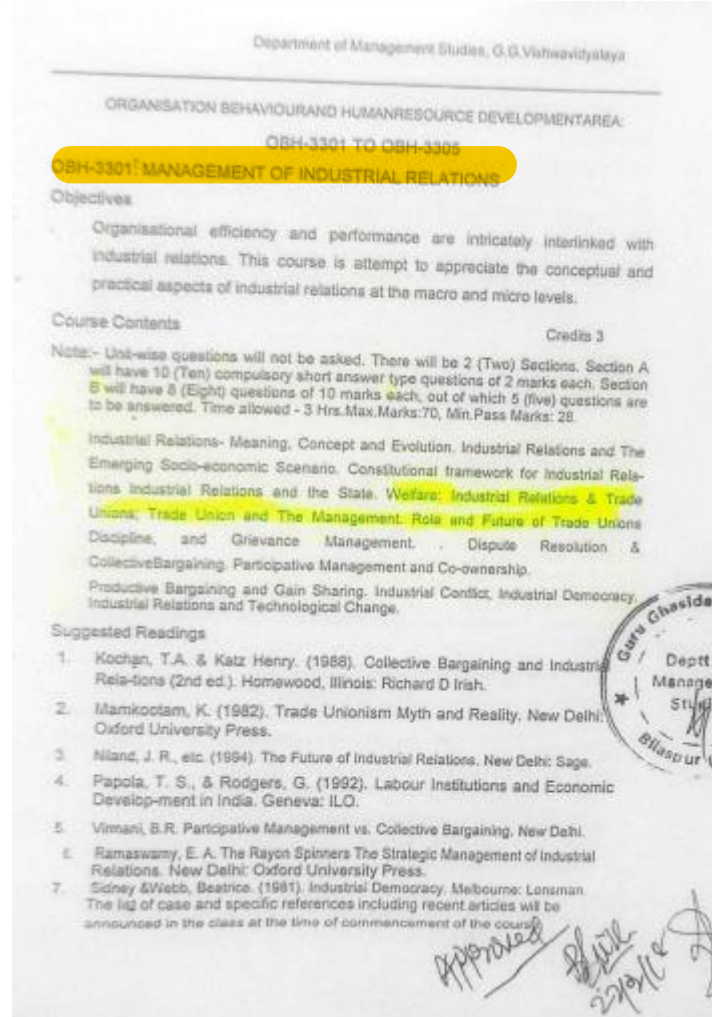 Department of Management Studies, G.G.Vishwavidyalaya
ORGANISATION BEHAVIOURAND HUMANRESOURCE DEVELOPMENTAREA:
OBH-3301 TO OBH-3305
OBH-3301: MANAGEMENT OF INDUSTRIAL RELATIONS
Objectives
Organisational efficiency and performance are intricately interlinked with
industrial relations. This course is attempt to appreciate the conceptual and
practical aspects of industrial relations at the macro and micro levels.
Course Contents
Credits 3
Note:- Unit-wise questions will not be asked. There will be 2 (Two) Sections. Section A
will have 10 (Ten) compulsory short answer type questions of 2 marks each. Section
B will have 8 (Eight) questions of 10 marks each, out of which 5 (five) questions are
to be answered. Time allowed - 3 Hrs.Max.Marks:70, Min.Pass Marks: 28.
Industrial Relations- Meaning, Concept and Evolution. Industrial Relations and The
Emerging Socio-economic Scenario. Constitutional framework for Industrial Rela-
tions Industrial Relations and the State. Welfare: Industrial Relations & Trade
Unions; Trade Union and The Management. Role and Future of Trade Unions
Discipline, and Grievance Management. . Dispute Resolution &
CollectiveBargaining. Participative Management and Co-ownership.
Productive Bargaining and Gain Sharing. Industrial Conflict, Industrial Democracy.
Industrial Relations and Technological Change.
Suggested Readings
1. Kochan, T.A. & Katz Henry. (1988). Collective Bargaining and Industrial
Rela-tions (2nd ed.). Homewood, Illinois: Richard D Irish.
2. Mamkootam, K. (1982). Trade Unionism Myth and Reality. New Delhi:
Oxford University Press.
3. Niland, J. R., etc. (1994). The Future of Industrial Relations. New Delhi: Sage.
4. Papola, T. S., & Rodgers, G. (1992). Labour Institutions and Economic
Develop-ment in India. Geneva: ILO.
5. Virmani, B.R. Participative Management vs. Collective Bargaining. New Delhi.
6. Ramaswamy, E. A. The Rayon Spinners The Strategic Management of Industrial
Relations. New Delhi: Oxford University Press.
7. Sidney &Webb, Beatrice. (1981). Industrial Democracy. Melbourne: Lonsman
The list of case and specific references including recent articles will be
announced in the class at the time of commencement of the course
Guru Ghasida
Deptt
Manage
Bilaspur
Approved